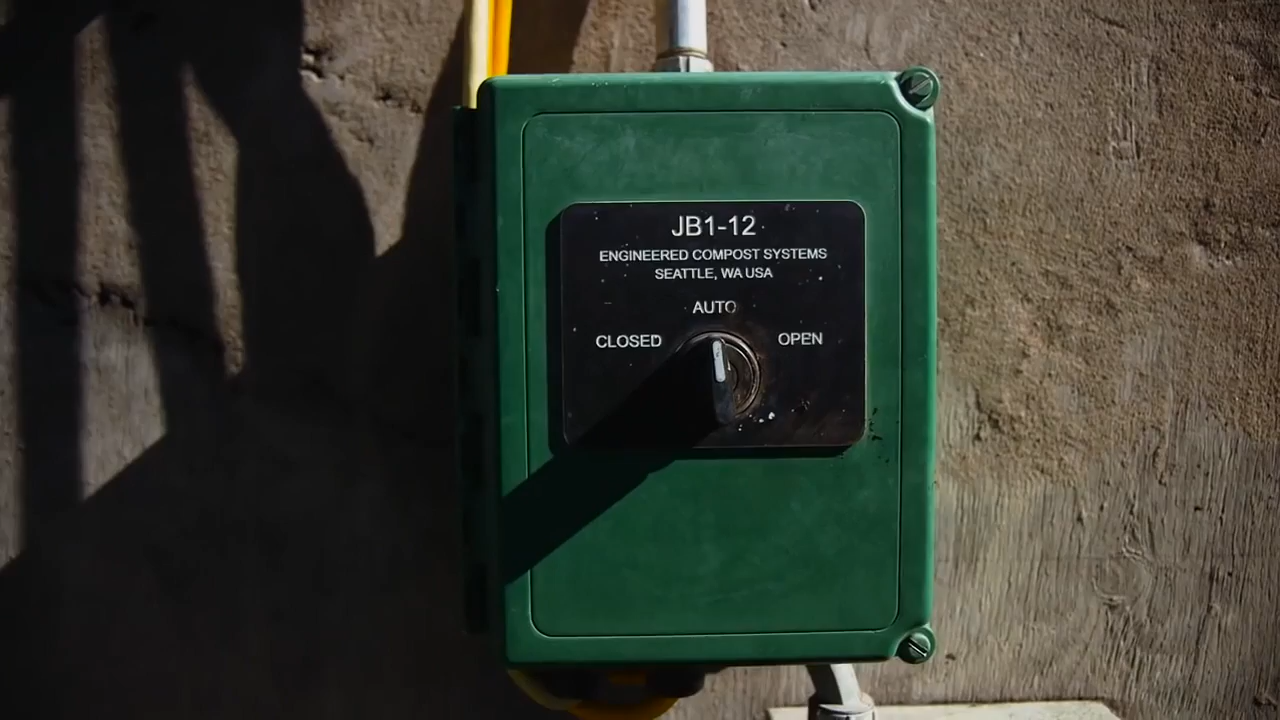 JB1-12
ENGINEERED COMPOST SYSTEMS
SEATTLE, WA USA
AUTO
CLOSED OPEN